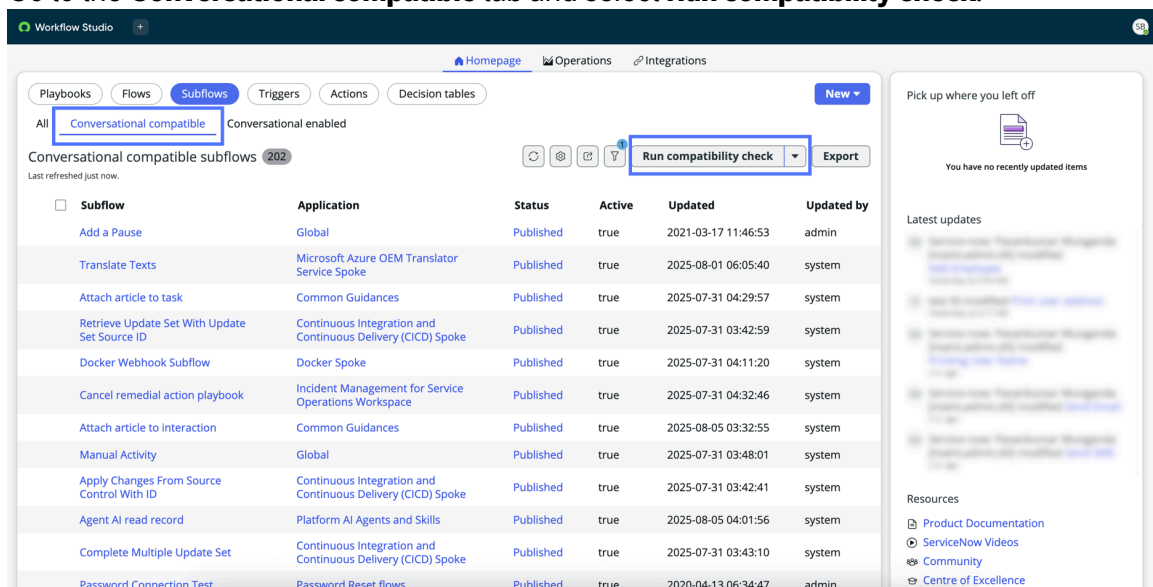 Go to the Conversational compatible tab and select Run compatibility check.
Workflow Studio +
SB
Homepage Operations Integrations
Playbooks Flows Subflows Triggers Actions Decision tables New
All Conversational compatible Conversational enabled
Conversational compatible subflows 202
1
Run compatibility check Export
Last refreshed just now.
Subflow Application Status Active Updated Updated by
Add a Pause Global Published true 2021-03-17 11:46:53 admin
Translate Texts Microsoft Azure OEM Translator Service Spoke Published true 2025-08-01 06:05:40 system
Attach article to task Common Guidances Published true 2025-07-31 04:29:57 system
Retrieve Update Set With Update Set Source ID Continuous Integration and Continuous Delivery (CICD) Spoke Published true 2025-07-31 03:42:59 system
Docker Webhook Subflow Docker Spoke Published true 2025-07-31 04:11:20 system
Cancel remedial action playbook Incident Management for Service Operations Workspace Published true 2025-07-31 04:32:46 system
Attach article to interaction Common Guidances Published true 2025-08-05 03:32:55 system
Manual Activity Global Published true 2025-07-31 03:48:01 system
Apply Changes From Source Control With ID Continuous Integration and Continuous Delivery (CICD) Spoke Published true 2025-07-31 03:42:41 system
Agent AI read record Platform AI Agents and Skills Published true 2025-08-05 04:01:56 system
Complete Multiple Update Set Continuous Integration and Continuous Delivery (CICD) Spoke Published true 2025-07-31 03:43:10 system
Password Connection Test Password Reset flows Published true 2020-04-13 06:34:47 admin
Pick up where you left off
You have no recently updated items
Latest updates
Resources
Product Documentation
ServiceNow Videos
Community
Centre of Excellence